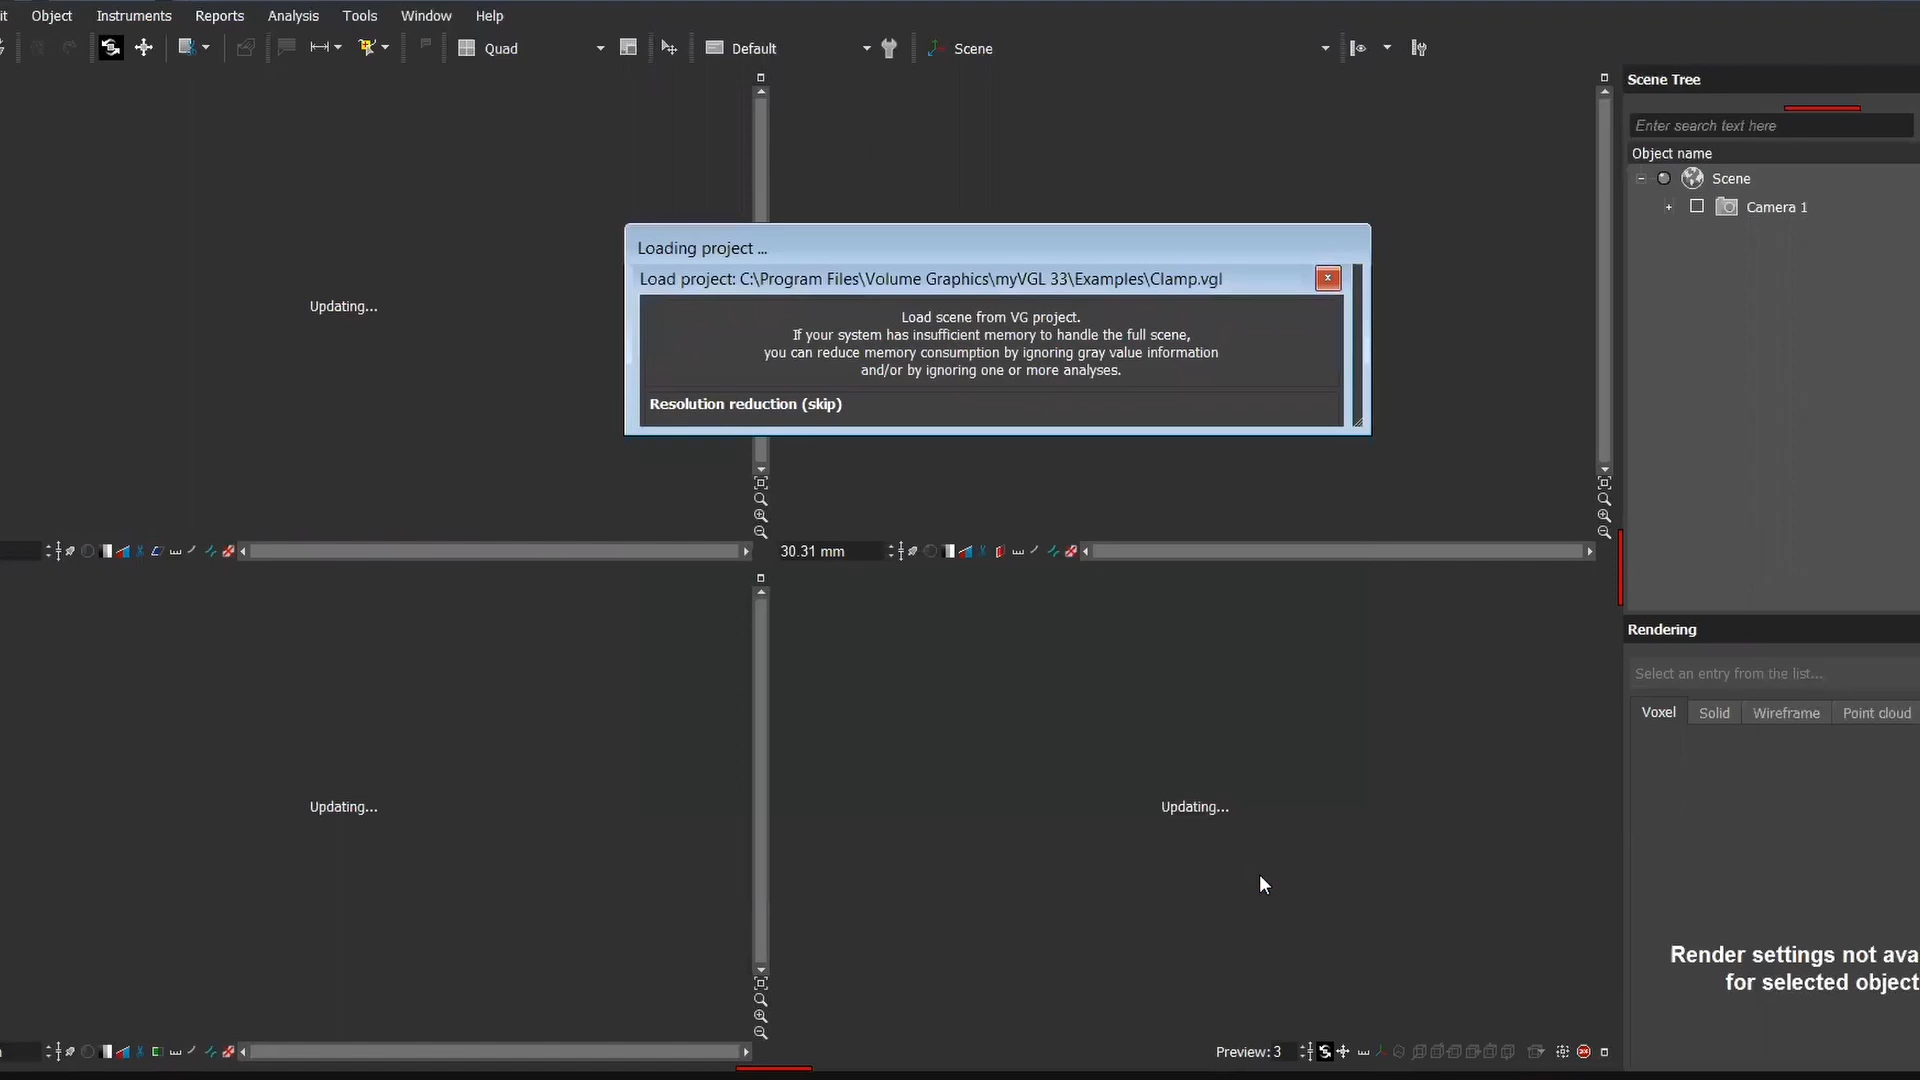 it Object Instruments Reports Analysis Tools Window Help
Quad Default Scene
Scene Tree
Enter search text here
Object name
Scene
Camera 1
Loading project ...
Load project: C:\Program Files\Volume Graphics\myVGL 33\Examples\Clamp.vgl
Load scene from VG project.
If your system has insufficient memory to handle the full scene,
you can reduce memory consumption by ignoring gray value information
and/or by ignoring one or more analyses.
Resolution reduction (skip)
Updating...
30.31 mm
Rendering
Select an entry from the list...
Voxel Solid Wireframe Point cloud
Updating...
Updating...
Render settings not ava
for selected object
Preview: 3